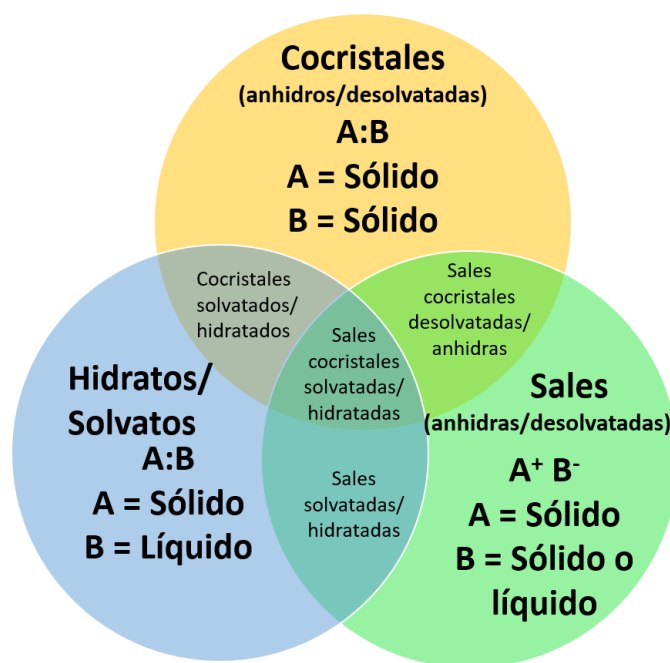 Cocristales
(anhidros/desolvatadas)
A:B
A = Sólido
B = Sólido
Cocristales
solvatados/
hidratados
Sales
cocristales
desolvatadas/
anhidras
Sales
cocristales
solvatadas/
hidratadas
Hidratos/
Solvatos
A:B
A = Sólido
B = Líquido
Sales
(anhidras/desolvatadas)
A⁺ B⁻
A = Sólido
B = Sólido o
líquido
Sales
solvatadas/
hidratadas